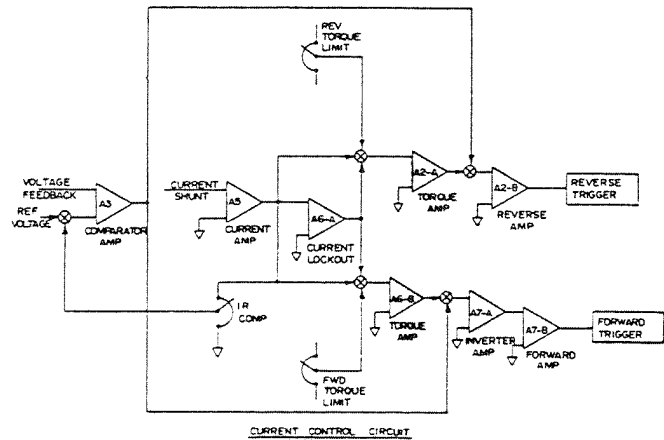 REV
TORQUE
LIMIT
VOLTAGE
FEEDBACK
REF
VOLTAGE
A3
COMPARATOR
AMP
CURRENT
SHUNT
A5
CURRENT AMP
A6-A
CURRENT
LOCKOUT
A2-A
TORQUE
AMP
A2-B
REVERSE
AMP
REVERSE
TRIGGER
I.R
COMP
A6-B
TORQUE
AMP
A7-A
INVERTER
AMP
A7-B
FORWARD
AMP
FORWARD
TRIGGER
FWD
TORQUE
LIMIT
CURRENT CONTROL CIRCUIT